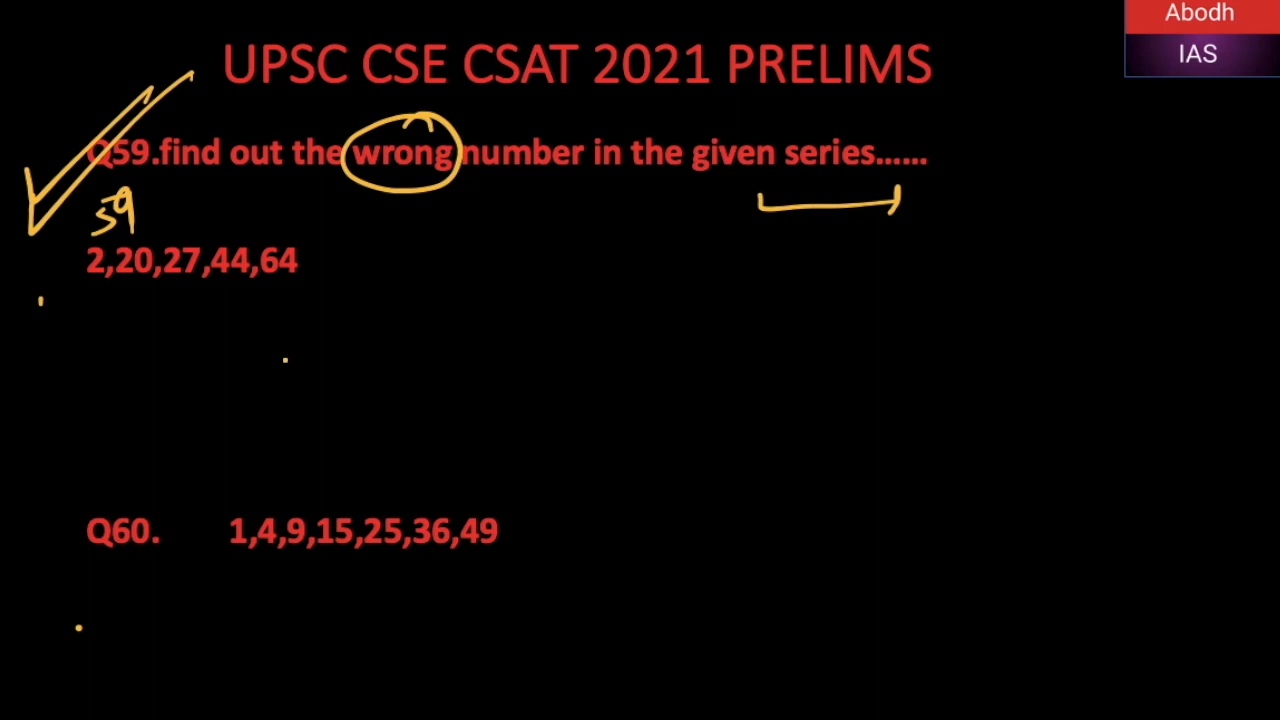 Abodh
IAS
UPSC CSE CSAT 2021 PRELIMS
Q59.find out the wrong number in the given series......
59
2,20,27,44,64
Q60. 1,4,9,15,25,36,49